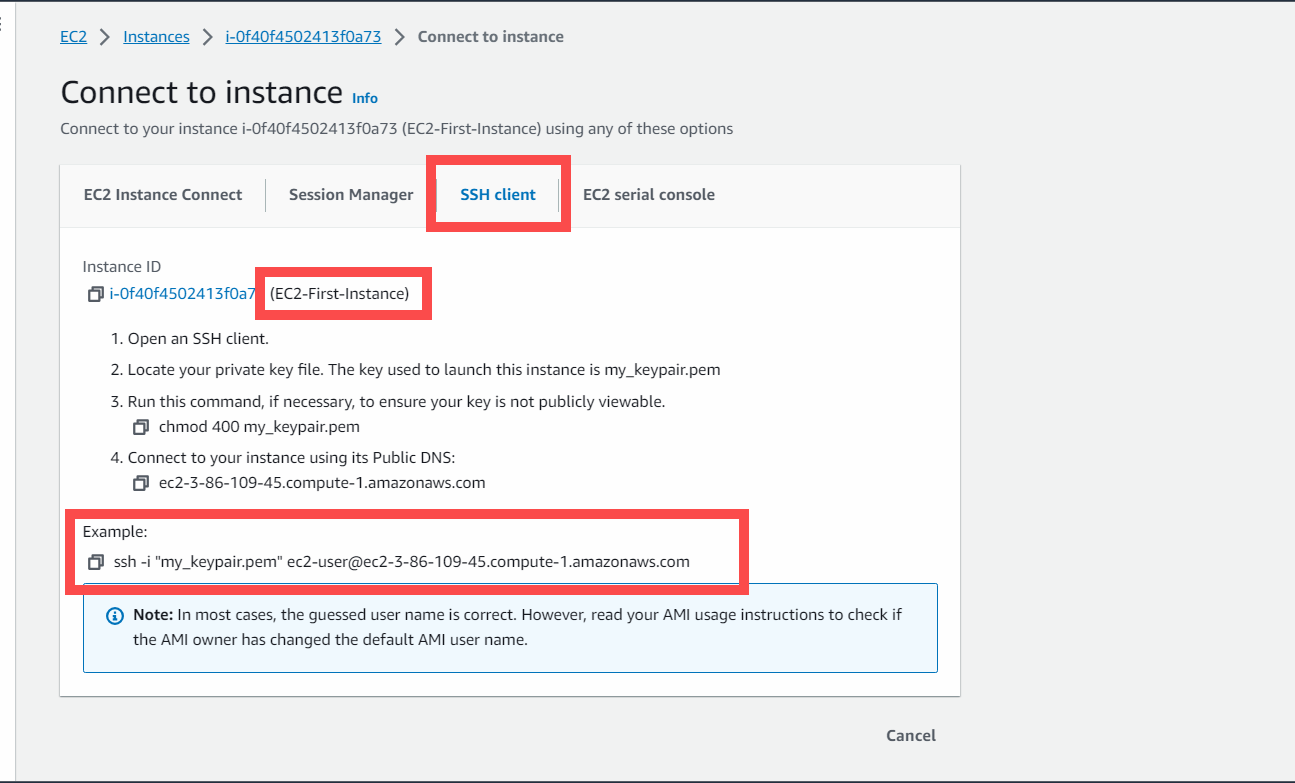 EC2 > Instances > i-0f40f4502413f0a73 > Connect to instance
Connect to instance Info
Connect to your instance i-0f40f4502413f0a73 (EC2-First-Instance) using any of these options
EC2 Instance Connect Session Manager SSH client EC2 serial console
Instance ID
i-0f40f4502413f0a7 (EC2-First-Instance)
1. Open an SSH client.
2. Locate your private key file. The key used to launch this instance is my_keypair.pem
3. Run this command, if necessary, to ensure your key is not publicly viewable.
chmod 400 my_keypair.pem
4. Connect to your instance using its Public DNS:
ec2-3-86-109-45.compute-1.amazonaws.com
Example:
ssh -i "my_keypair.pem" ec2-user@ec2-3-86-109-45.compute-1.amazonaws.com
Note: In most cases, the guessed user name is correct. However, read your AMI usage instructions to check if
the AMI owner has changed the default AMI user name.
Cancel